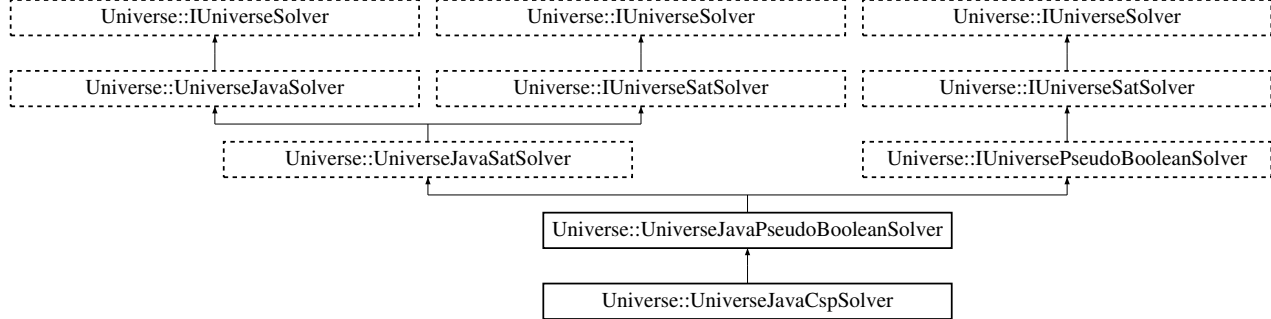 Universe::IUniverseSolver
Universe::IUniverseSolver
Universe::IUniverseSolver
Universe::UniverseJavaSolver
Universe::IUniverseSatSolver
Universe::IUniverseSatSolver
Universe::UniverseJavaSatSolver
Universe::IUniversePseudoBooleanSolver
Universe::UniverseJavaPseudoBooleanSolver
Universe::UniverseJavaCspSolver